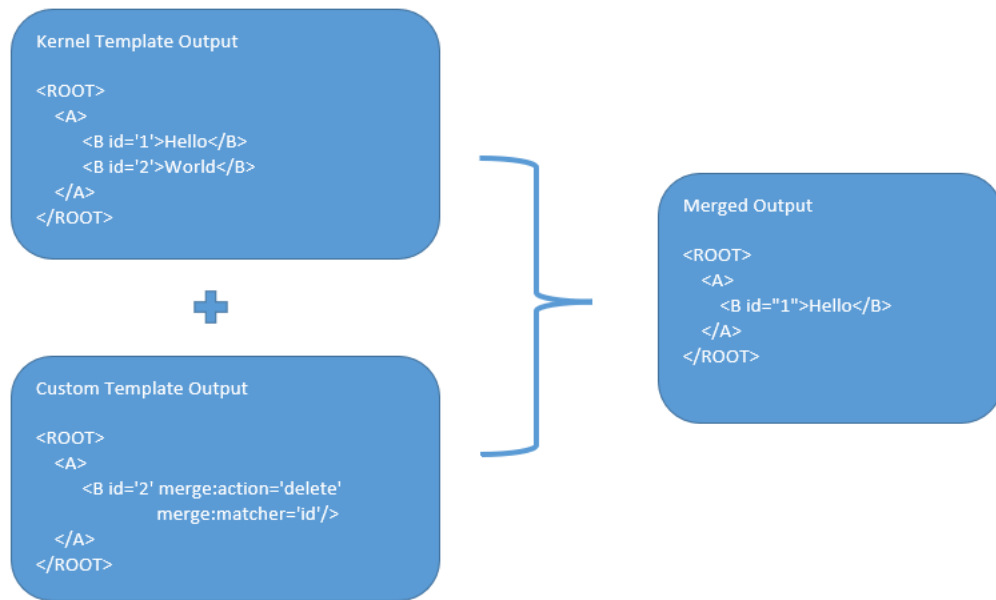 Kernel Template Output
<ROOT>
<A>
<B id='1'>Hello</B>
<B id='2'>World</B>
</A>
</ROOT>
Custom Template Output
<ROOT>
<A>
<B id='2' merge:action='delete'
merge:matcher='id'/>
</A>
</ROOT>
Merged Output
<ROOT>
<A>
<B id="1">Hello</B>
</A>
</ROOT>